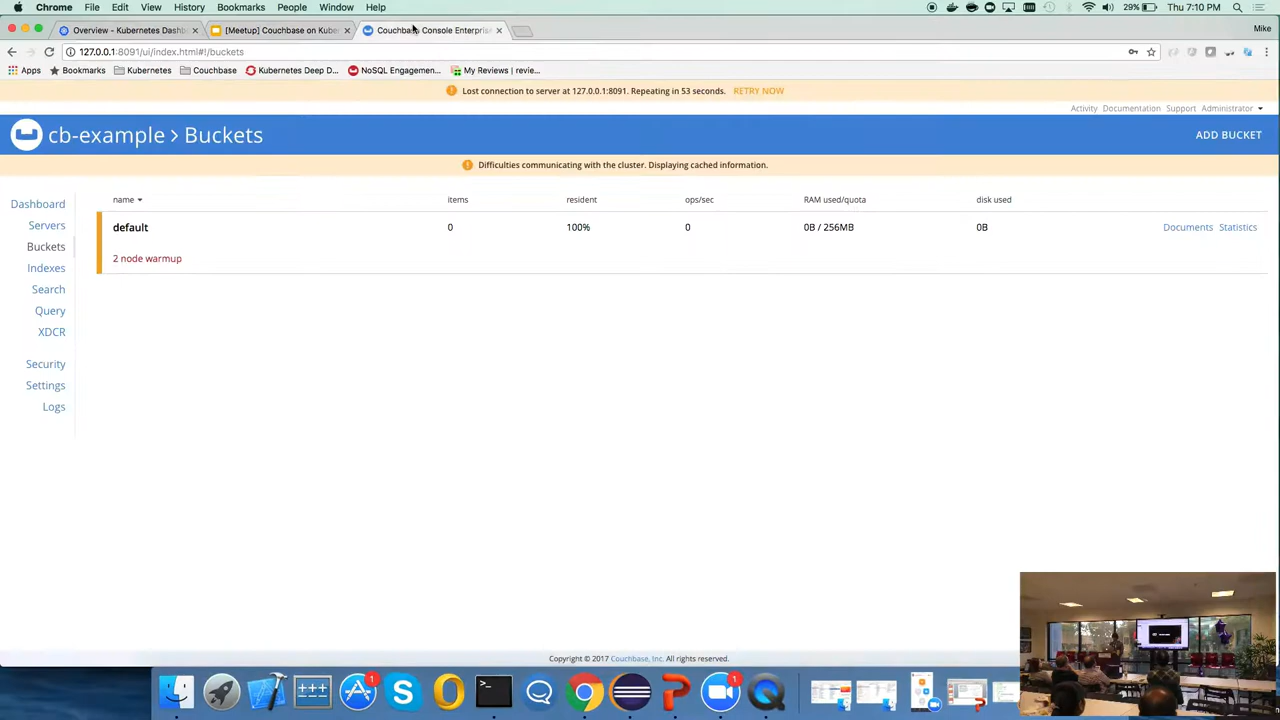 Chrome File Edit View History Bookmarks People Window Help 29% Thu 7:10 PM
Overview - Kubernetes Dashb [Meetup] Couchbase on Kube Couchbase Console Enterpris Mike
127.0.0.1:8091/ui/index.html#!/buckets
Apps Bookmarks Kubernetes Couchbase Kubernetes Deep D... NoSQL Engagemen... My Reviews | revie...
Lost connection to server at 127.0.0.1:8091. Repeating in 53 seconds. RETRY NOW
Activity Documentation Support Administrator
cb-example > Buckets ADD BUCKET
Difficulties communicating with the cluster. Displaying cached information.
name items resident ops/sec RAM used/quota disk used
Dashboard
default 0 100% 0 0B / 256MB 0B Documents Statistics
Servers
Buckets
2 node warmup
Indexes
Search
Query
XDCR
Security
Settings
Logs
Copyright © 2017 Couchbase, Inc. All rights reserved.
1
1